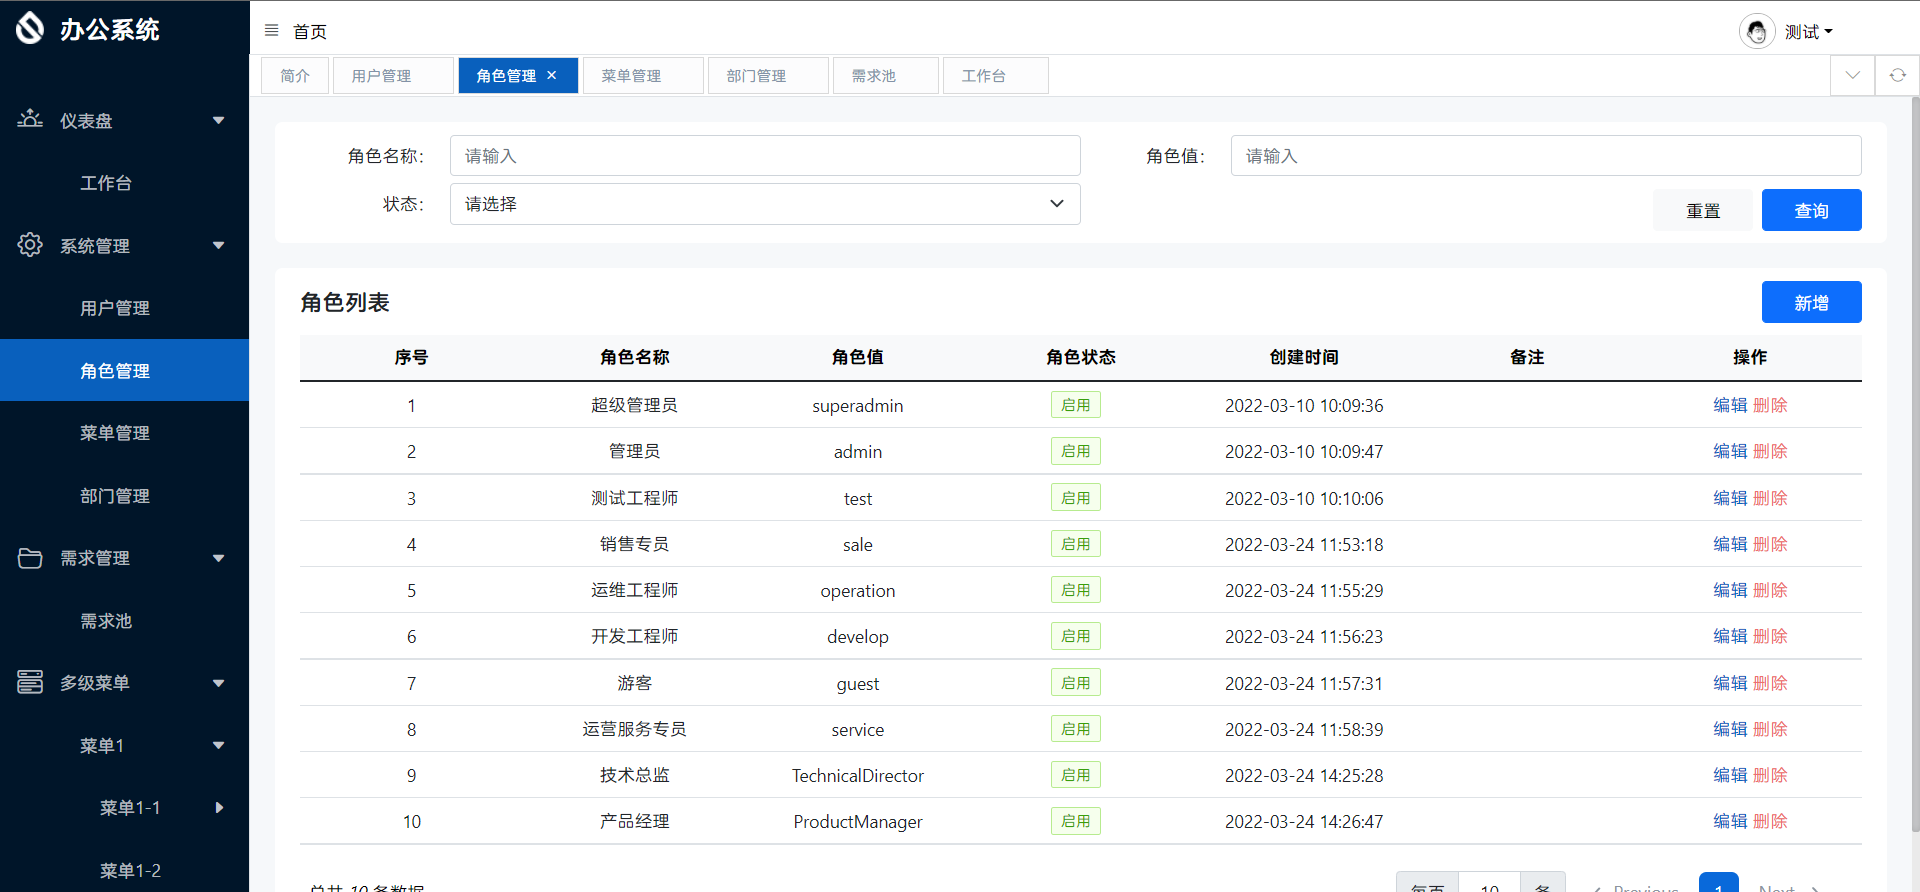 办公系统
首页
测试
简介 用户管理 角色管理 × 菜单管理 部门管理 需求池 工作台
仪表盘
工作台
系统管理
用户管理
角色管理
菜单管理
部门管理
需求管理
需求池
多级菜单
菜单1
菜单1-1
菜单1-2
角色名称： 请输入 角色值： 请输入
状态： 请选择 重置 查询
角色列表 新增
序号 角色名称 角色值 角色状态 创建时间 备注 操作
1 超级管理员 superadmin 启用 2022-03-10 10:09:36 编辑 删除
2 管理员 admin 启用 2022-03-10 10:09:47 编辑 删除
3 测试工程师 test 启用 2022-03-10 10:10:06 编辑 删除
4 销售专员 sale 启用 2022-03-24 11:53:18 编辑 删除
5 运维工程师 operation 启用 2022-03-24 11:55:29 编辑 删除
6 开发工程师 develop 启用 2022-03-24 11:56:23 编辑 删除
7 游客 guest 启用 2022-03-24 11:57:31 编辑 删除
8 运营服务专员 service 启用 2022-03-24 11:58:39 编辑 删除
9 技术总监 TechnicalDirector 启用 2022-03-24 14:25:28 编辑 删除
10 产品经理 ProductManager 启用 2022-03-24 14:26:47 编辑 删除
总共 10 条数据 每页 10 条 Previous 1 Next